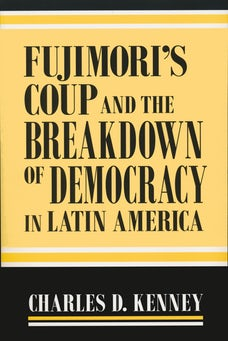 FUJIMORI'S
COUP AND THE
BREAKDOWN
OF DEMOCRACY
IN LATIN AMERICA
CHARLES D. KENNEY